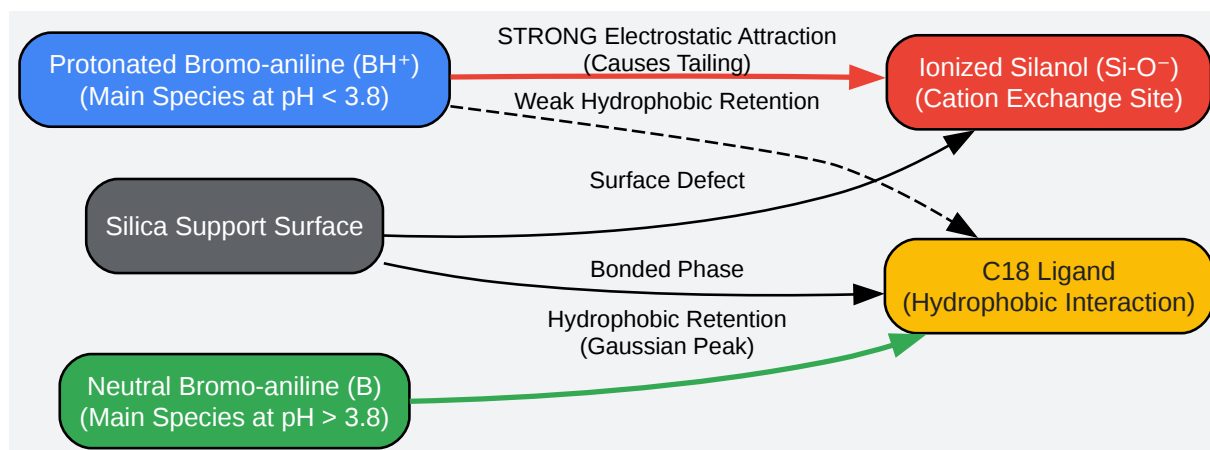 Protonated Bromo-aniline (BH⁺)
(Main Species at pH < 3.8)
STRONG Electrostatic Attraction
(Causes Tailing)
Ionized Silanol (Si-O⁻)
(Cation Exchange Site)
Weak Hydrophobic Retention
Surface Defect
Silica Support Surface
Bonded Phase
C18 Ligand
(Hydrophobic Interaction)
Hydrophobic Retention
(Gaussian Peak)
Neutral Bromo-aniline (B)
(Main Species at pH > 3.8)